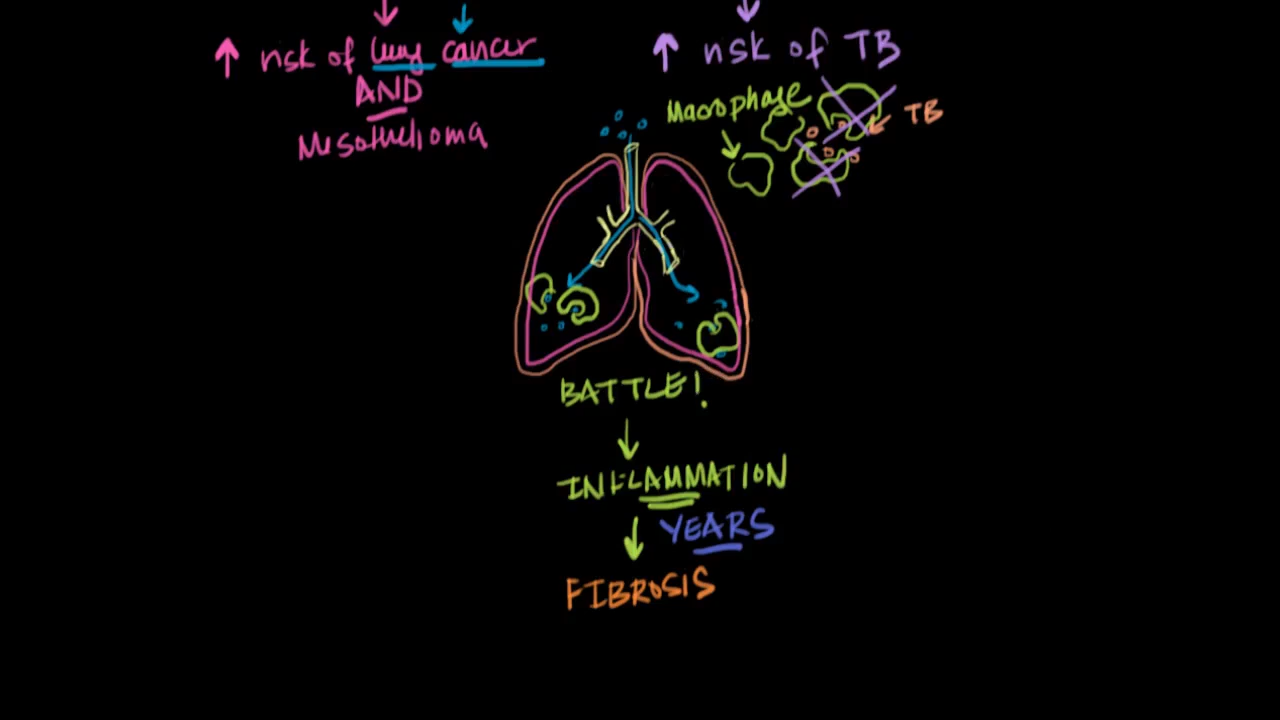 ↑ risk of lung cancer
AND
Mesothelioma
↑ risk of TB
Macrophage
TB
BATTLE!
INFLAMMATION
YEARS
FIBROSIS